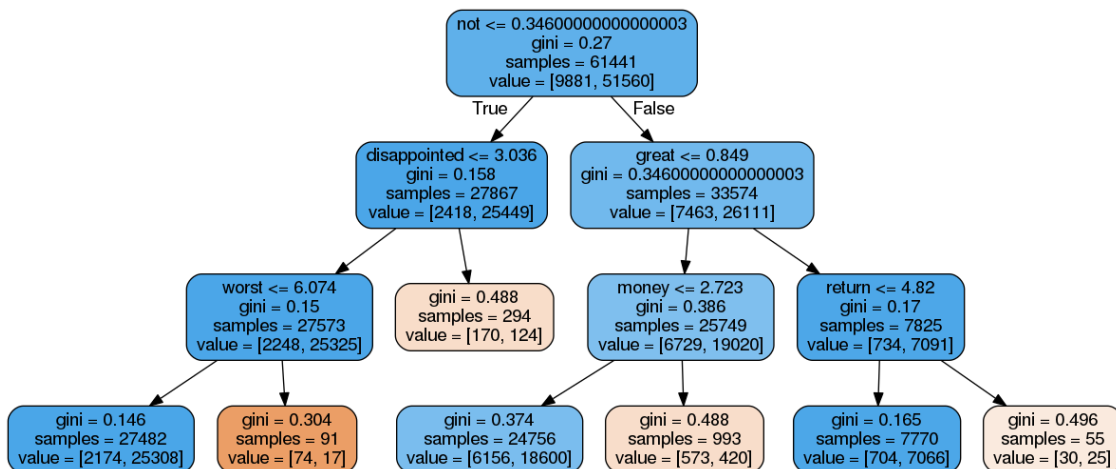 not <= 0.34600000000000003
gini = 0.27
samples = 61441
value = [9881, 51560]
True
False
disappointed <= 3.036
gini = 0.158
samples = 27867
value = [2418, 25449]
great <= 0.849
gini = 0.34600000000000003
samples = 33574
value = [7463, 26111]
worst <= 6.074
gini = 0.15
samples = 27573
value = [2248, 25325]
gini = 0.488
samples = 294
value = [170, 124]
money <= 2.723
gini = 0.386
samples = 25749
value = [6729, 19020]
return <= 4.82
gini = 0.17
samples = 7825
value = [734, 7091]
gini = 0.146
samples = 27482
value = [2174, 25308]
gini = 0.304
samples = 91
value = [74, 17]
gini = 0.374
samples = 24756
value = [6156, 18600]
gini = 0.488
samples = 993
value = [573, 420]
gini = 0.165
samples = 7770
value = [704, 7066]
gini = 0.496
samples = 55
value = [30, 25]